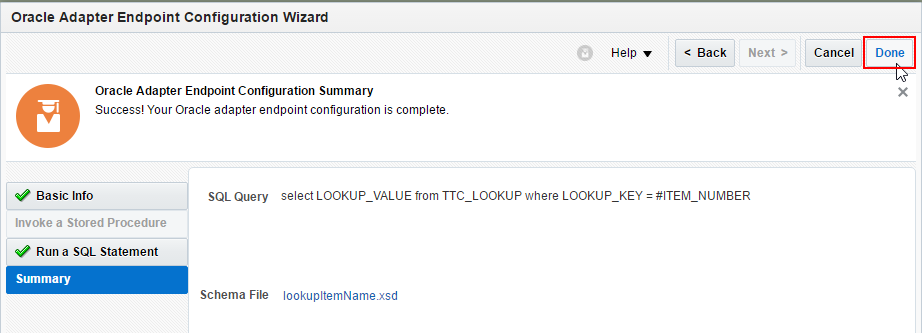 Oracle Adapter Endpoint Configuration Wizard
Help
< Back
Next >
Cancel
Done
Oracle Adapter Endpoint Configuration Summary
Success! Your Oracle adapter endpoint configuration is complete.
Basic Info
Invoke a Stored Procedure
Run a SQL Statement
Summary
SQL Query select LOOKUP_VALUE from TTC_LOOKUP where LOOKUP_KEY = #ITEM_NUMBER
Schema File lookupItemName.xsd